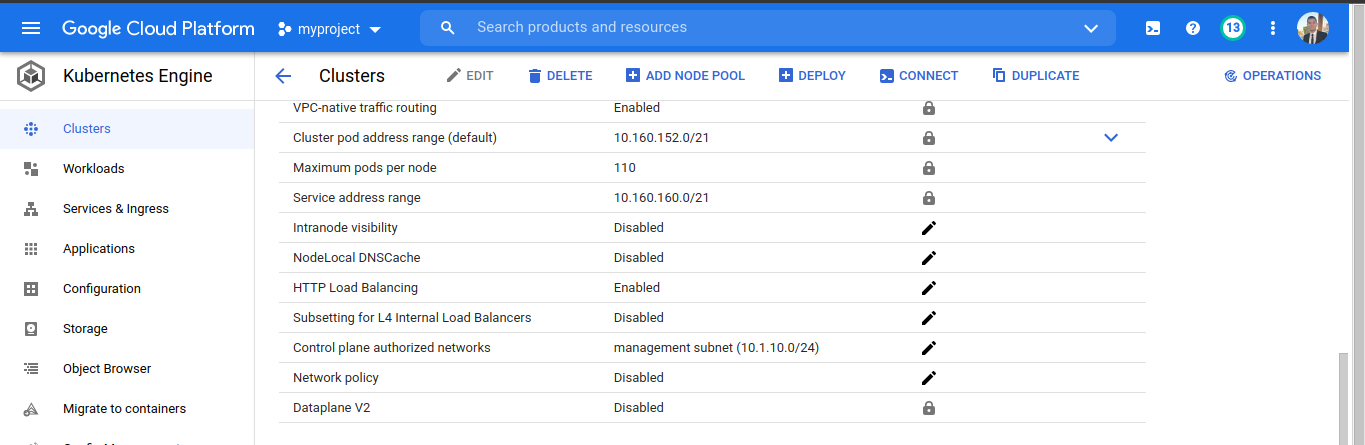 Google Cloud Platform
myproject
Search products and resources
13
Kubernetes Engine
Clusters
EDIT
DELETE
ADD NODE POOL
DEPLOY
CONNECT
DUPLICATE
OPERATIONS
Clusters
Workloads
Services & Ingress
Applications
Configuration
Storage
Object Browser
Migrate to containers
VPC-native traffic routing Enabled
Cluster pod address range (default) 10.160.152.0/21
Maximum pods per node 110
Service address range 10.160.160.0/21
Intranode visibility Disabled
NodeLocal DNSCache Disabled
HTTP Load Balancing Enabled
Subsetting for L4 Internal Load Balancers Disabled
Control plane authorized networks management subnet (10.1.10.0/24)
Network policy Disabled
Dataplane V2 Disabled